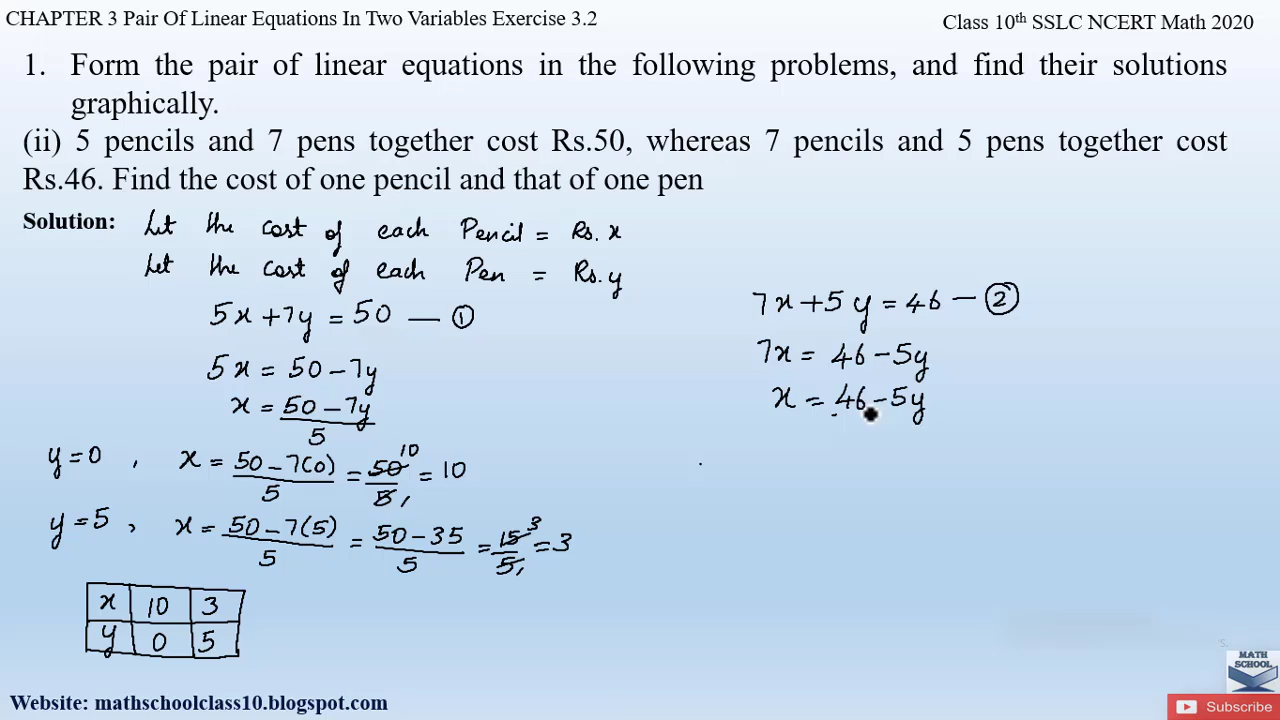 CHAPTER 3 Pair Of Linear Equations In Two Variables Exercise 3.2
Class 10th SSLC NCERT Math 2020
1. Form the pair of linear equations in the following problems, and find their solutions
graphically.
(ii) 5 pencils and 7 pens together cost Rs.50, whereas 7 pencils and 5 pens together cost
Rs.46. Find the cost of one pencil and that of one pen
Solution: Let the cost of each Pencil = Rs. x
Let the cost of each Pen = Rs. y
5x + 7y = 50 — ①
5x = 50 - 7y
x = 50 - 7y / 5
y = 0 , x = 50 - 7(0) / 5 = 50 / 5 = 10
10
1
y = 5 , x = 50 - 7(5) / 5 = 50 - 35 / 5 = 15 / 5 = 3
3
1
x 10 3
y 0 5
7x + 5y = 46 — ②
7x = 46 - 5y
x = 46 - 5y
MATH
SCHOOL
Website: mathschoolclass10.blogspot.com
Subscribe